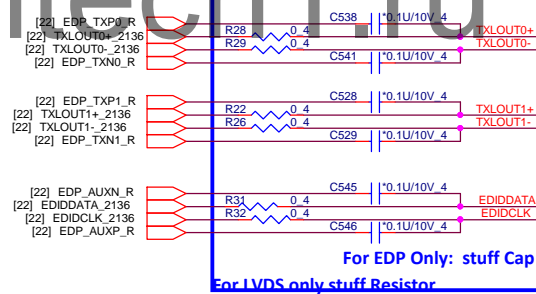 [22] EDP_TXP0_R C538 *0.1U/10V_4
[22] TXLOUT0+_2136 R28 0_4 TXLOUT0+
[22] TXLOUT0-_2136 R29 0_4 TXLOUT0-
[22] EDP_TXN0_R C541 *0.1U/10V_4
[22] EDP_TXP1_R C528 *0.1U/10V_4
[22] TXLOUT1+_2136 R22 0_4 TXLOUT1+
[22] TXLOUT1-_2136 R26 0_4 TXLOUT1-
[22] EDP_TXN1_R C529 *0.1U/10V_4
[22] EDP_AUXN_R C545 *0.1U/10V_4
[22] EDIDDATA_2136 R31 0_4 EDIDDATA
[22] EDIDCLK_2136 R32 0_4 EDIDCLK
[22] EDP_AUXP_R C546 *0.1U/10V_4
For EDP Only: stuff Cap
For LVDS only stuff Resistor